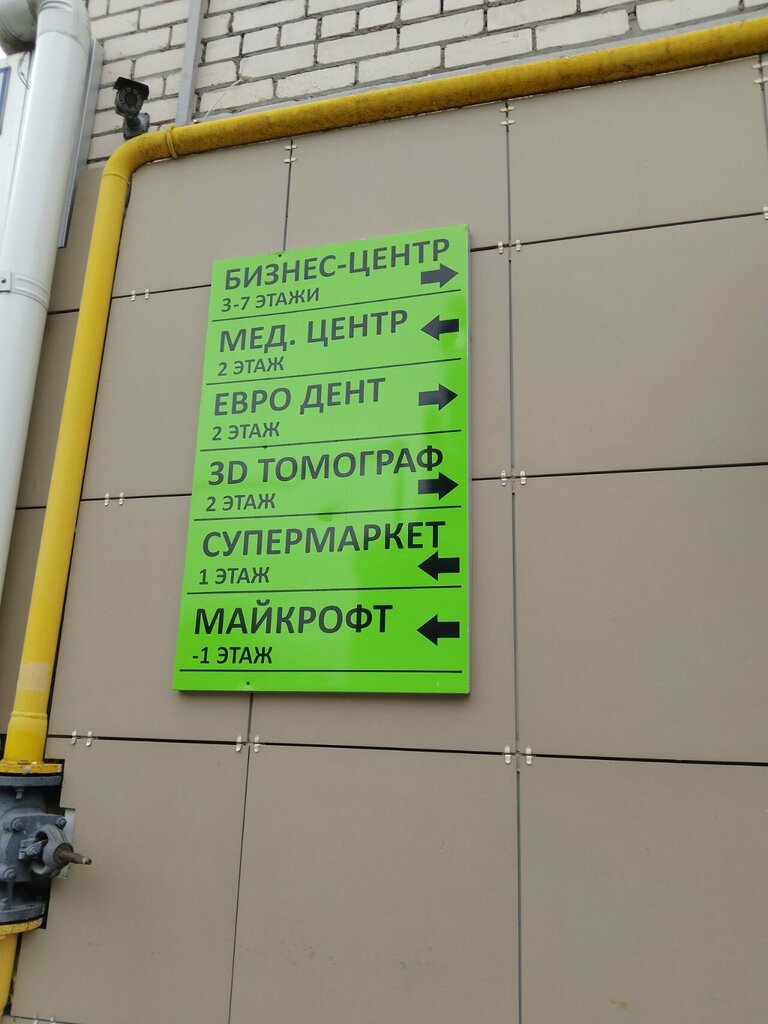 БИЗНЕС-ЦЕНТР
3-7 ЭТАЖИ
МЕД. ЦЕНТР
2 ЭТАЖ
ЕВРО ДЕНТ
2 ЭТАЖ
3D ТОМОГРАФ
2 ЭТАЖ
СУПЕРМАРКЕТ
1 ЭТАЖ
МАЙКРОФТ
-1 ЭТАЖ